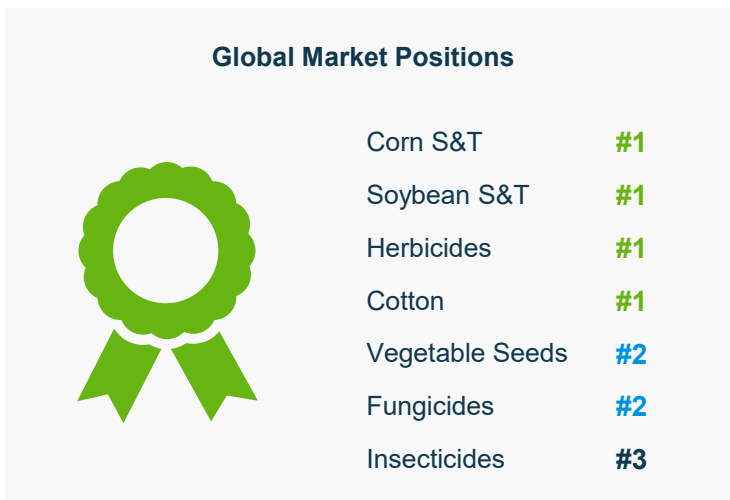 Global Market Positions
Corn S&T #1
Soybean S&T #1
Herbicides #1
Cotton #1
Vegetable Seeds #2
Fungicides #2
Insecticides #3